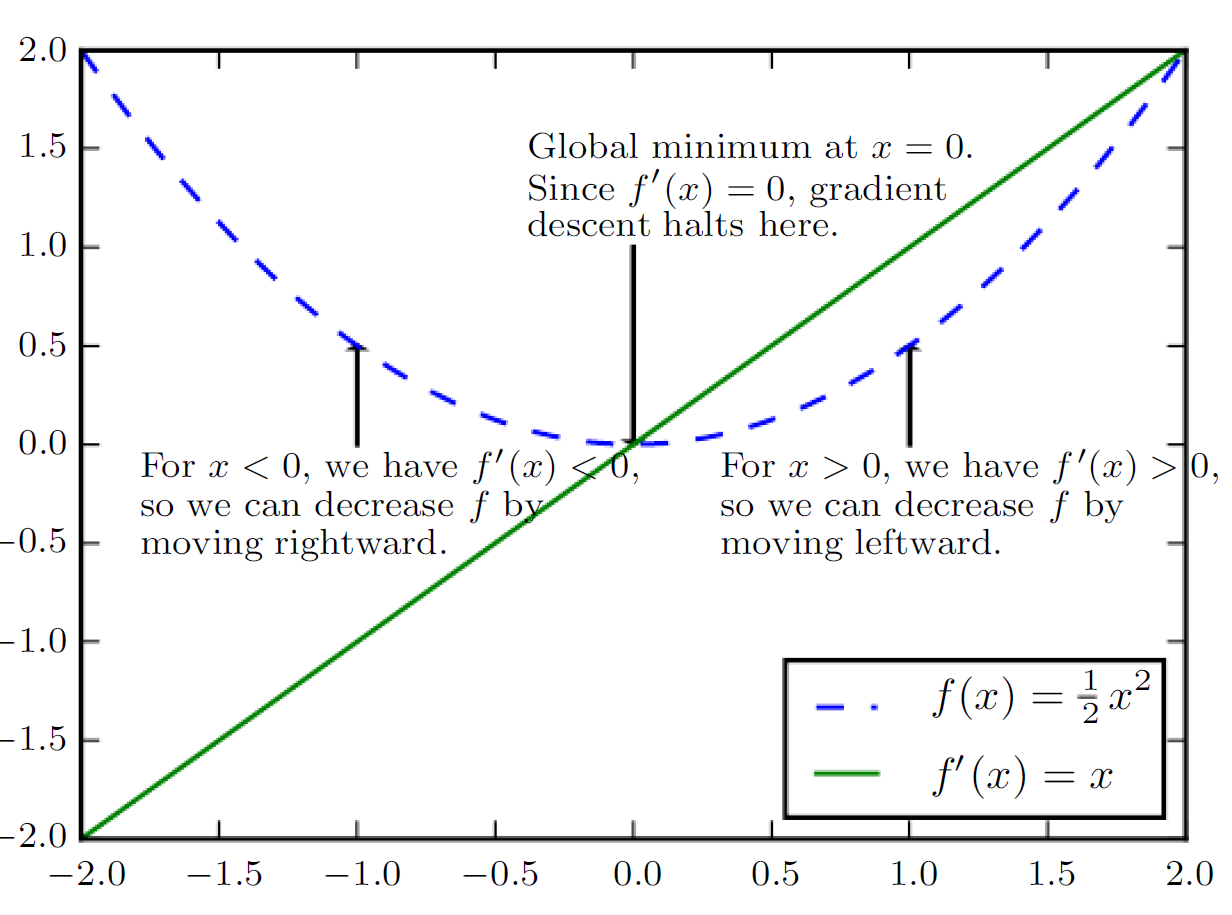 2.0
1.5
1.0
0.5
0.0
−0.5
−1.0
−1.5
−2.0
Global minimum at x = 0.
Since f′(x) = 0, gradient
descent halts here.
For x < 0, we have f′(x) < 0,
so we can decrease f by
moving rightward.
For x > 0, we have f′(x) > 0,
so we can decrease f by
moving leftward.
f(x) = ½x²
f′(x) = x
−2.0 −1.5 −1.0 −0.5 0.0 0.5 1.0 1.5 2.0